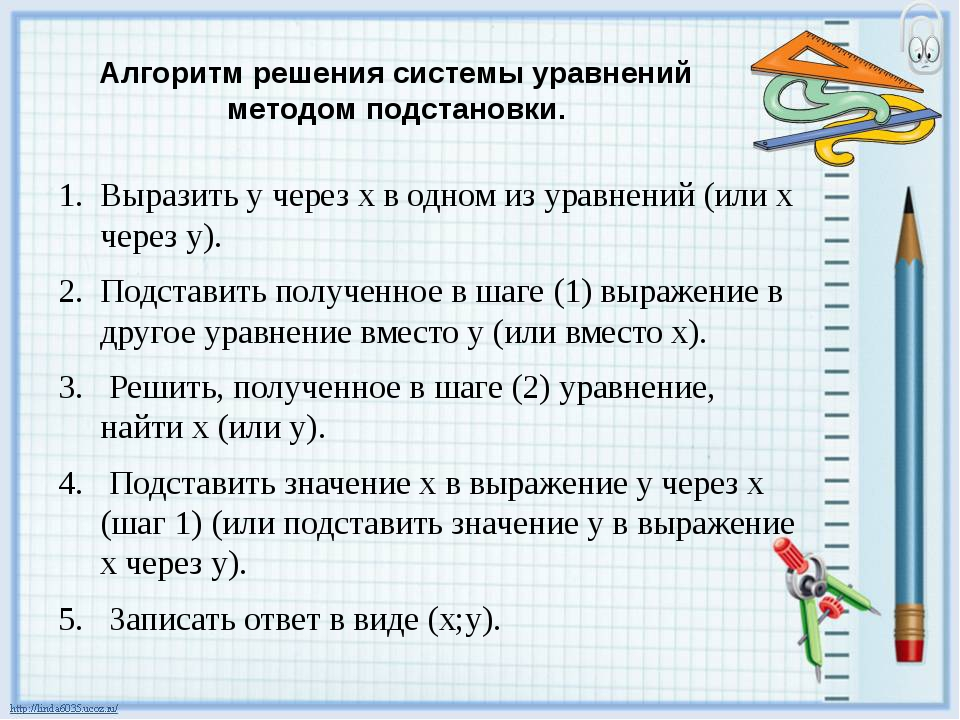 Алгоритм решения системы уравнений
методом подстановки.
1. Выразить у через х в одном из уравнений (или х
через у).
2. Подставить полученное в шаге (1) выражение в
другое уравнение вместо у (или вместо х).
3. Решить, полученное в шаге (2) уравнение,
найти х (или у).
4. Подставить значение х в выражение у через х
(шаг 1) (или подставить значение у в выражение
х через у).
5. Записать ответ в виде (х;у).
http://linda6035.ucoz.ru/